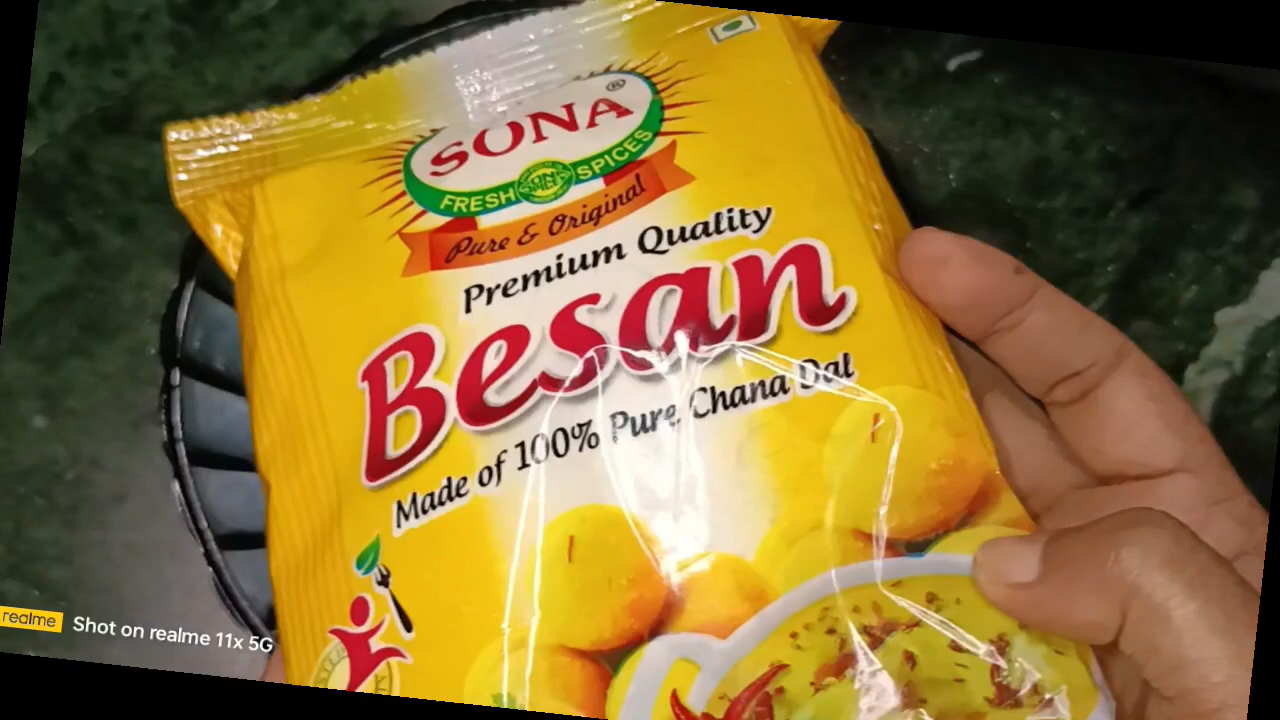 SONA®
FRESH SPICES
Pure & Original
Premium Quality
Besan
Made of 100% Pure Chana Dal
realme Shot on realme 11x 5G